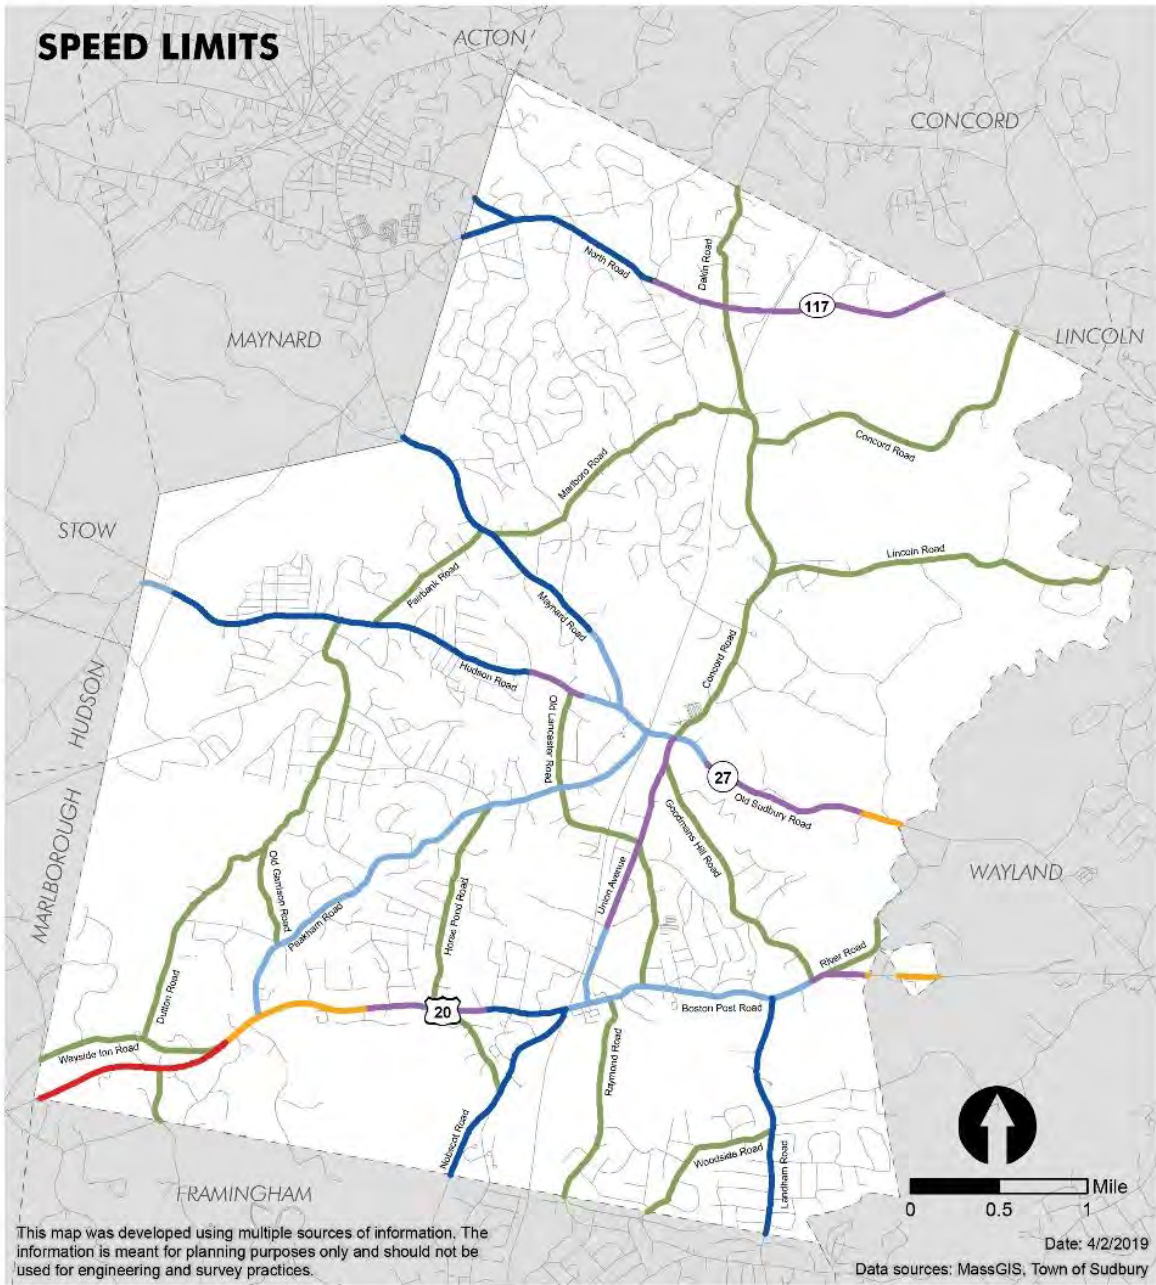 SPEED LIMITS
ACTON
CONCORD
Dakin Road
North Road
117
MAYNARD
LINCOLN
Concord Road
Marlboro Road
STOW
Lincoln Road
Fairbank Road
Maynard Road
Concord Road
Hudson Road
HUDSON
Old Lancaster Road
27
Old Sudbury Road
Goodmans Hill Road
MARLBOROUGH
WAYLAND
Union Avenue
Old Garrison Road
Horse Pond Road
Peakham Road
River Road
Dutton Road
20
Boston Post Road
Wayside Inn Road
Raymond Road
Nobscot Road
Woodside Road
Landham Road
FRAMINGHAM
Mile
0 0.5 1
This map was developed using multiple sources of information. The
information is meant for planning purposes only and should not be
used for engineering and survey practices.
Date: 4/2/2019
Data sources: MassGIS, Town of Sudbury